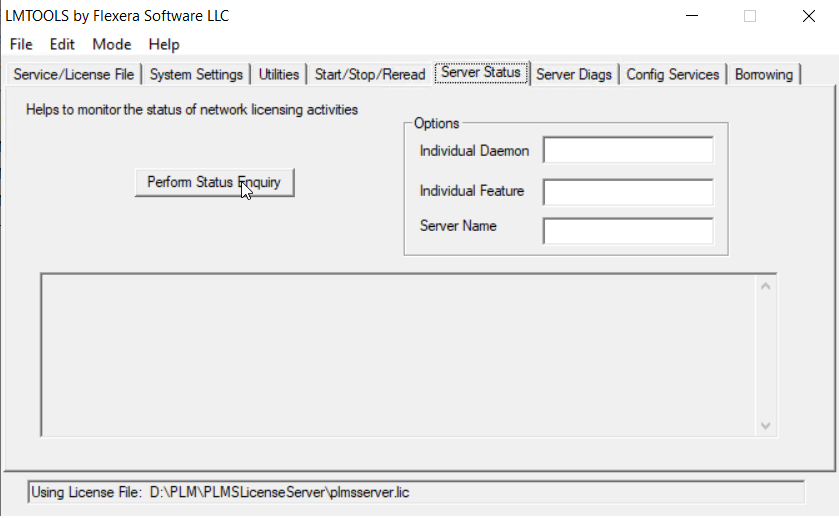 LMTOOLS by Flexera Software LLC
File Edit Mode Help
Service/License File System Settings Utilities Start/Stop/Reread Server Status Server Diags Config Services Borrowing
Helps to monitor the status of network licensing activities
Options
Individual Daemon
Perform Status Enquiry
Individual Feature
Server Name
Using License File: D:\PLM\PLMSLicenseServer\plmsserver.lic